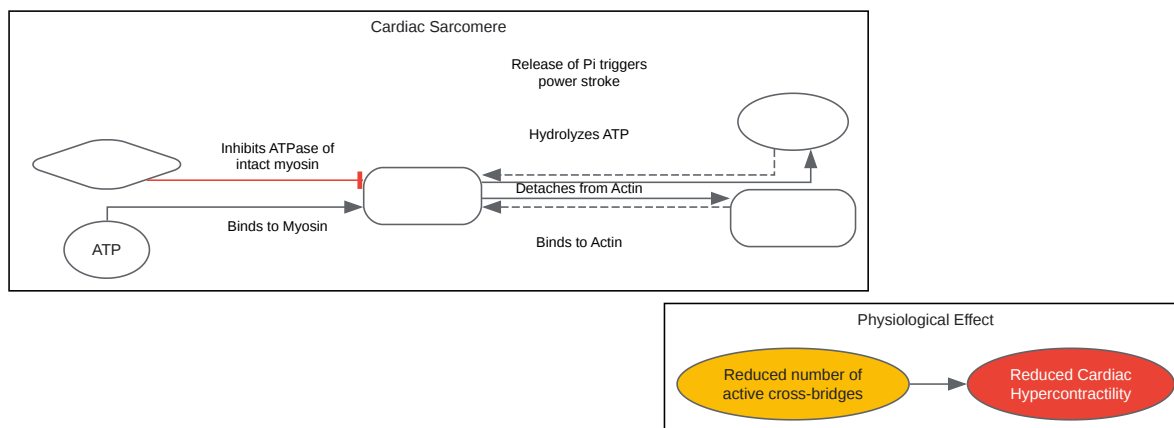 Cardiac Sarcomere
Release of Pi triggers
power stroke
Hydrolyzes ATP
Inhibits ATPase of
intact myosin
Detaches from Actin
Binds to Myosin
Binds to Actin
ATP
Physiological Effect
Reduced number of
active cross-bridges
Reduced Cardiac
Hypercontractility